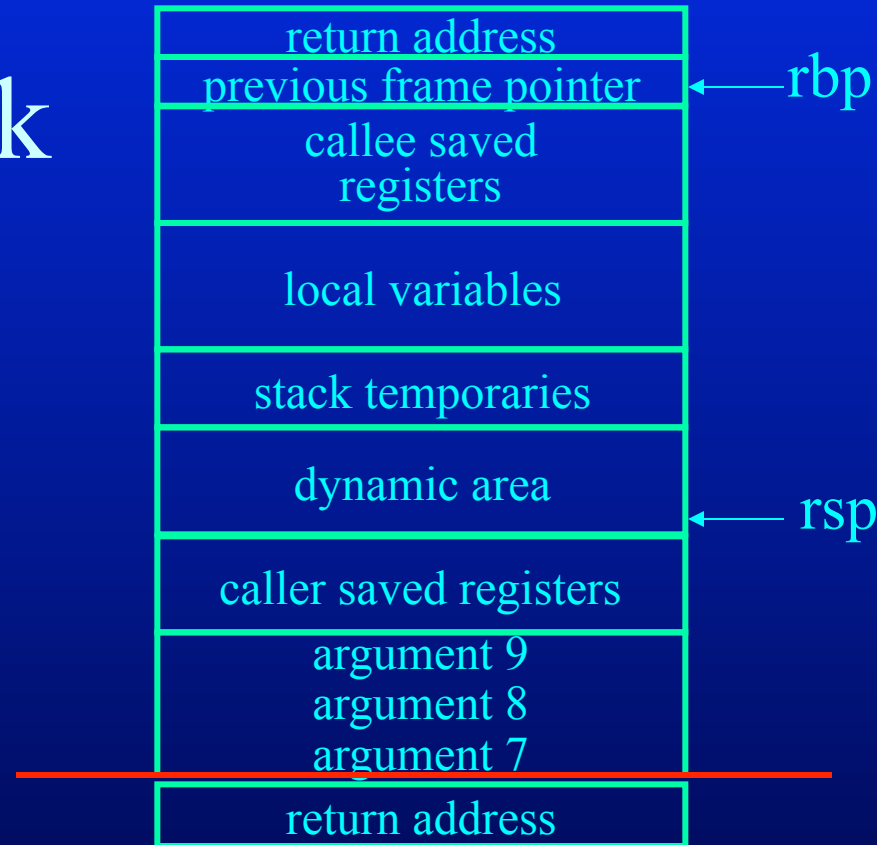 return address
previous frame pointer
rbp
k
callee saved
registers
local variables
stack temporaries
dynamic area
rsp
caller saved registers
argument 9
argument 8
argument 7
return address